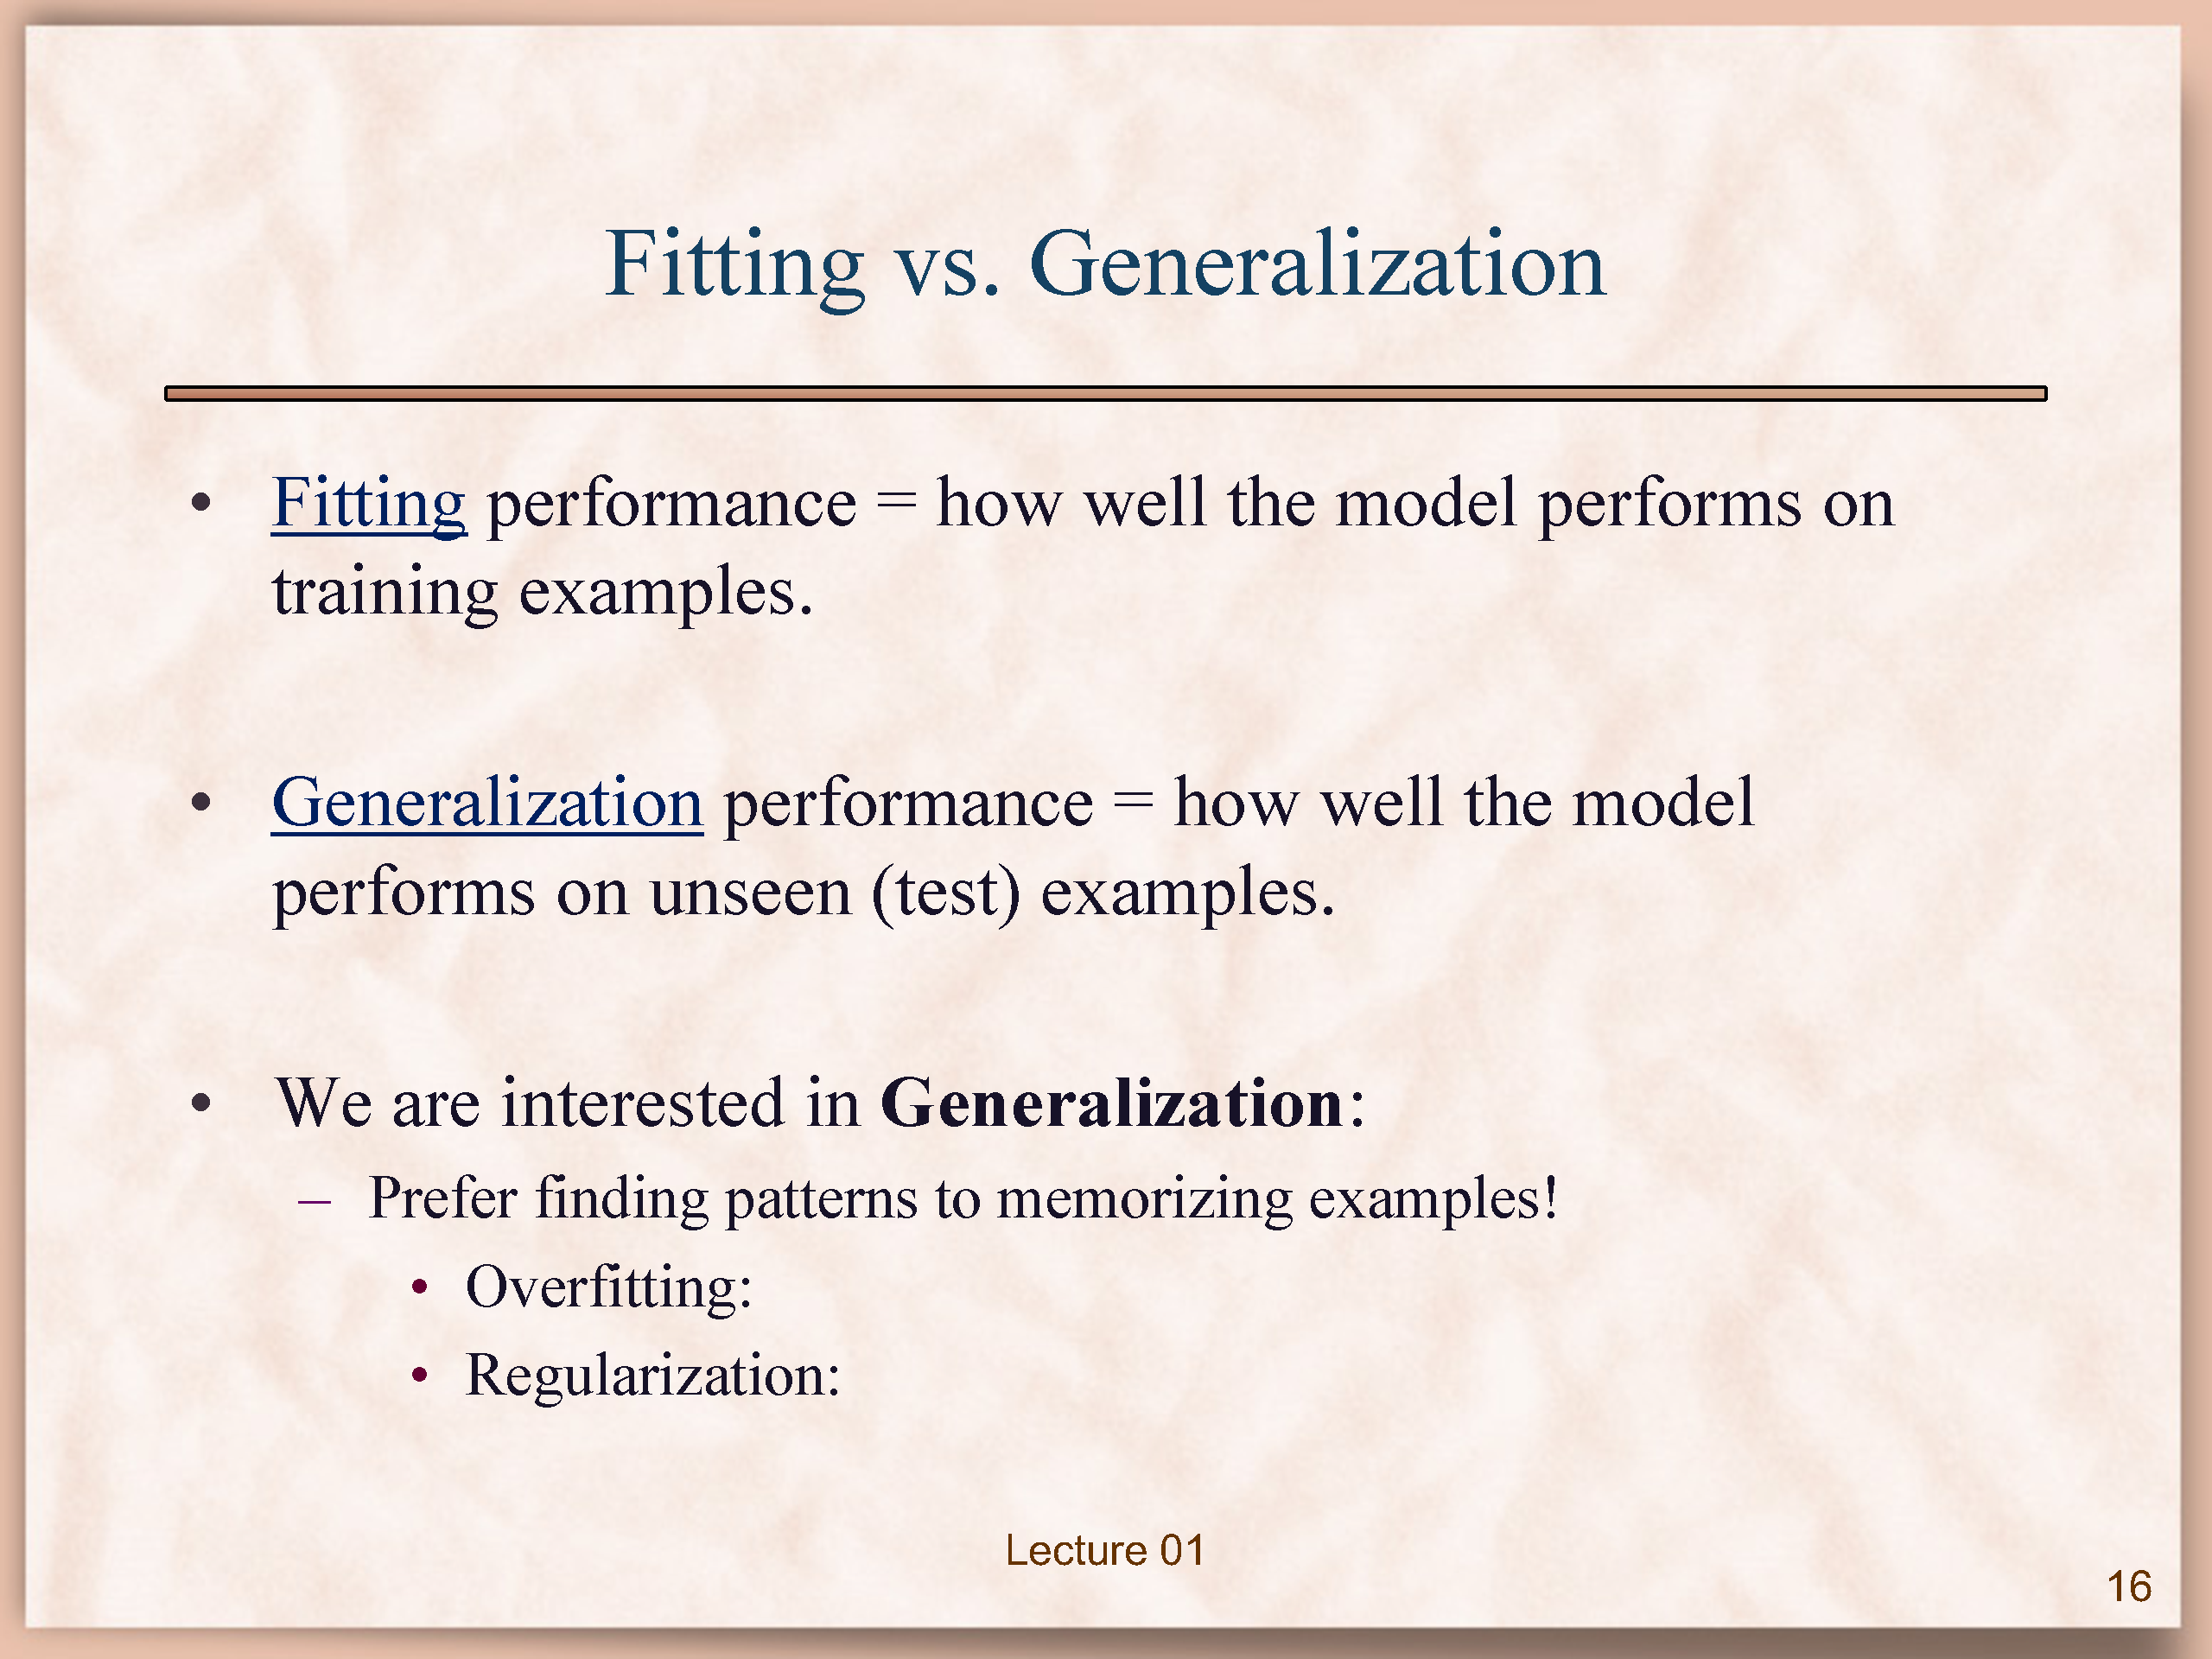 Fitting vs. Generalization
• Fitting performance = how well the model performs on
training examples.
• Generalization performance = how well the model
performs on unseen (test) examples.
• We are interested in Generalization:
– Prefer finding patterns to memorizing examples!
• Overfitting:
• Regularization:
Lecture 01
16